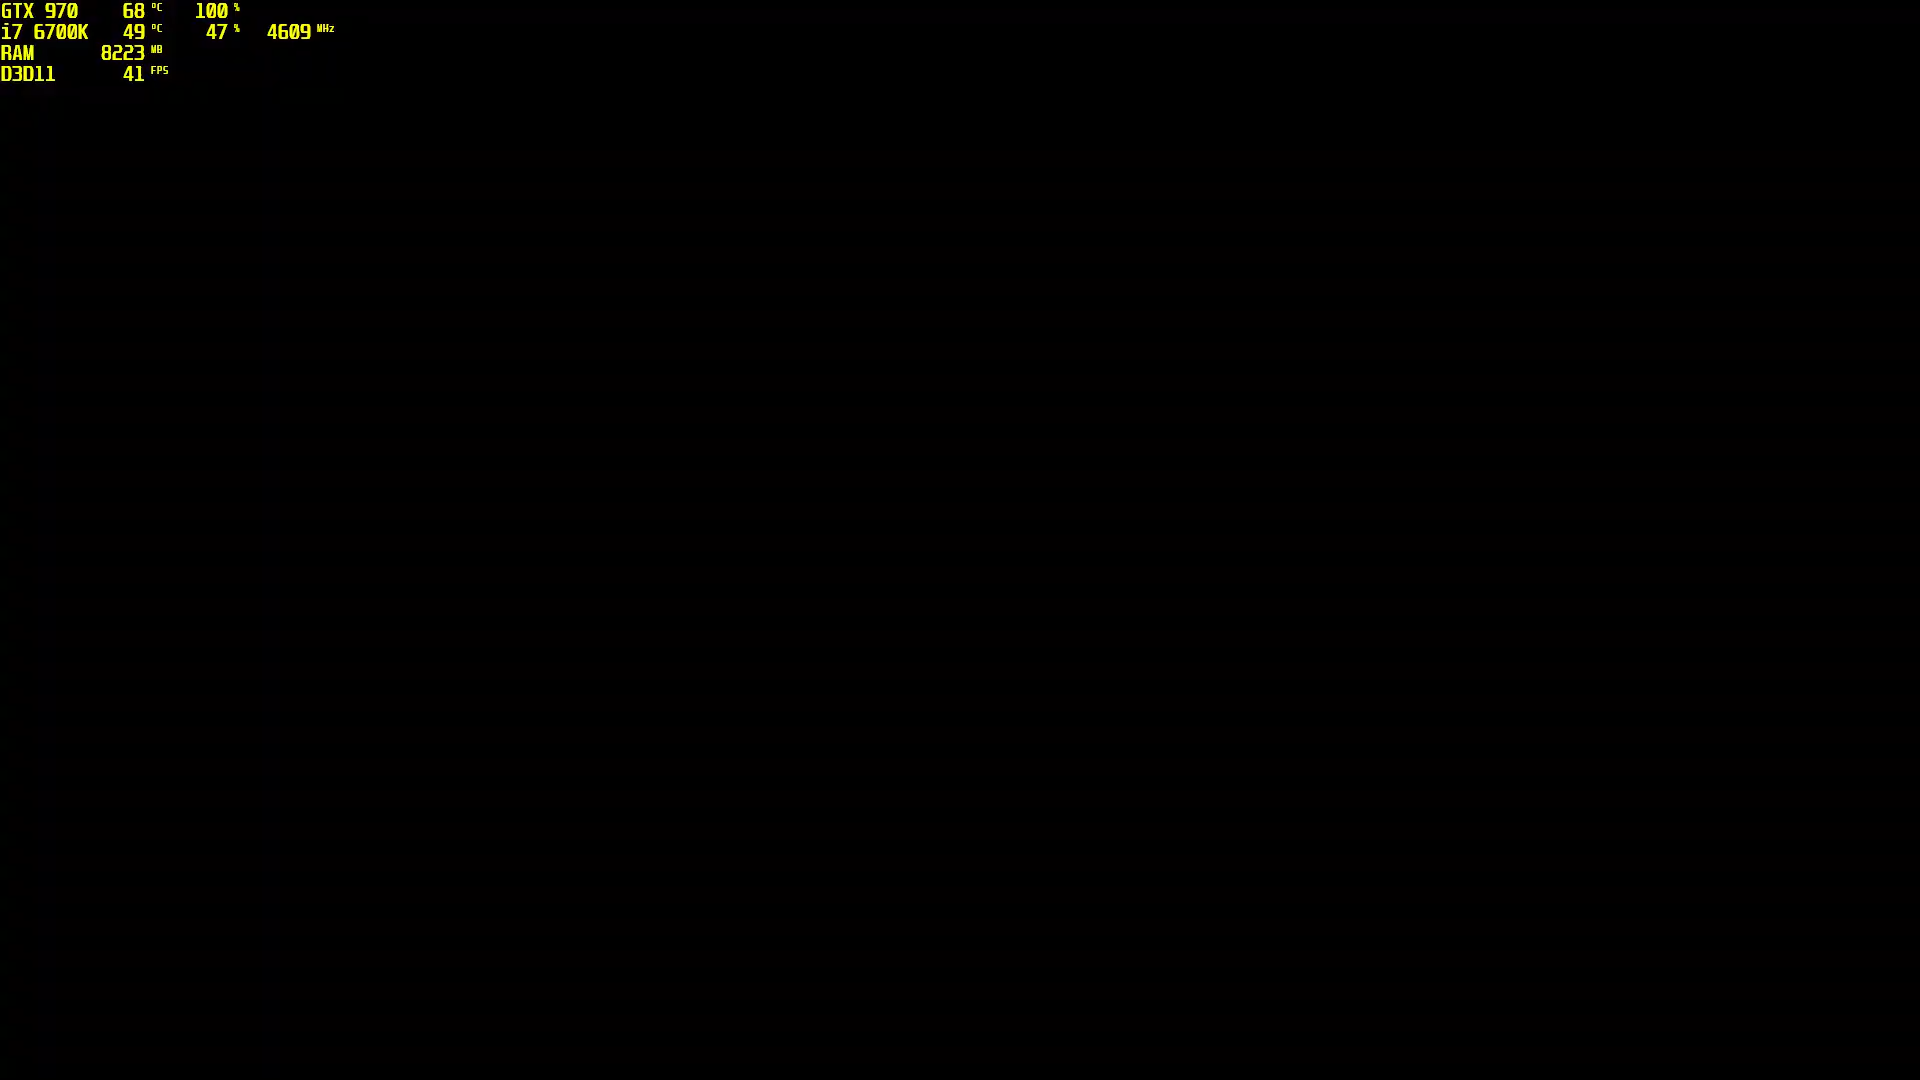 GTX 970 68 °C 100 %
i7 6700K 49 °C 47 % 4609 MHz
RAM 8223 MB
D3D11 41 FPS